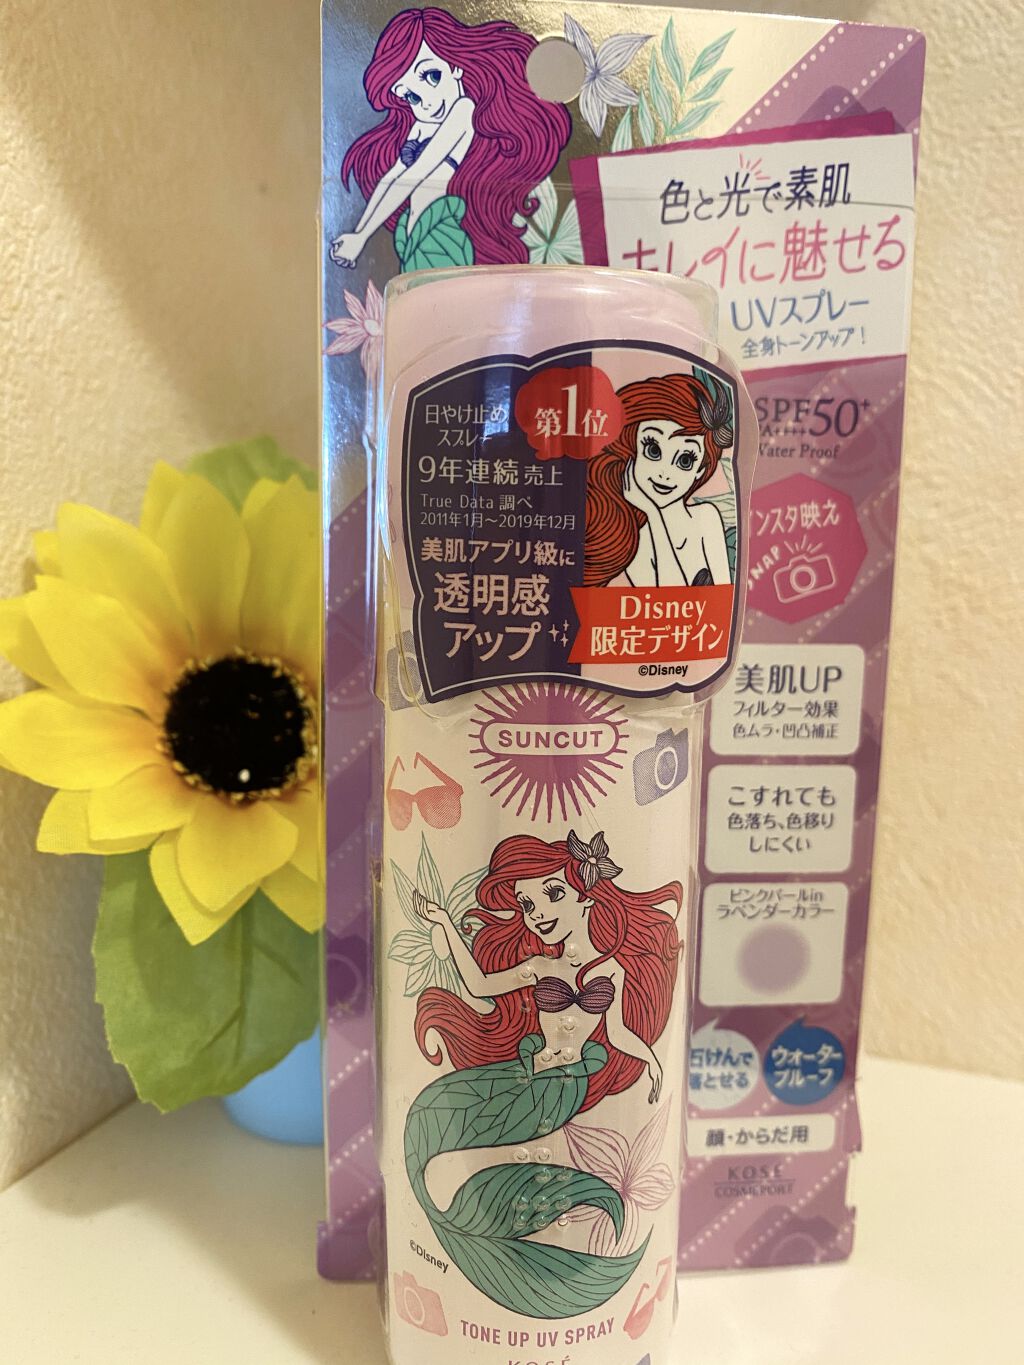 色と光で素肌
キレイに魅せる
UVスプレー
全身トーンアップ!
SPF50+
PA++++
Water Proof
インスタ映え
SNAP
美肌UP
フィルター効果
色ムラ・凹凸補正
こすれても
色落ち、色移り
しにくい
ピンクパールin
ラベンダーカラー
石けんで
落とせる
ウォーター
プルーフ
顔・からだ用
KOSÉ
COSMEPORT
日やけ止め
スプレー
第1位
9年連続売上
True Data 調べ
2011年1月～2019年12月
美肌アプリ級に
透明感
アップ
Disney
限定デザイン
©Disney
SUNCUT
©Disney
TONE UP UV SPRAY
KOSÉ